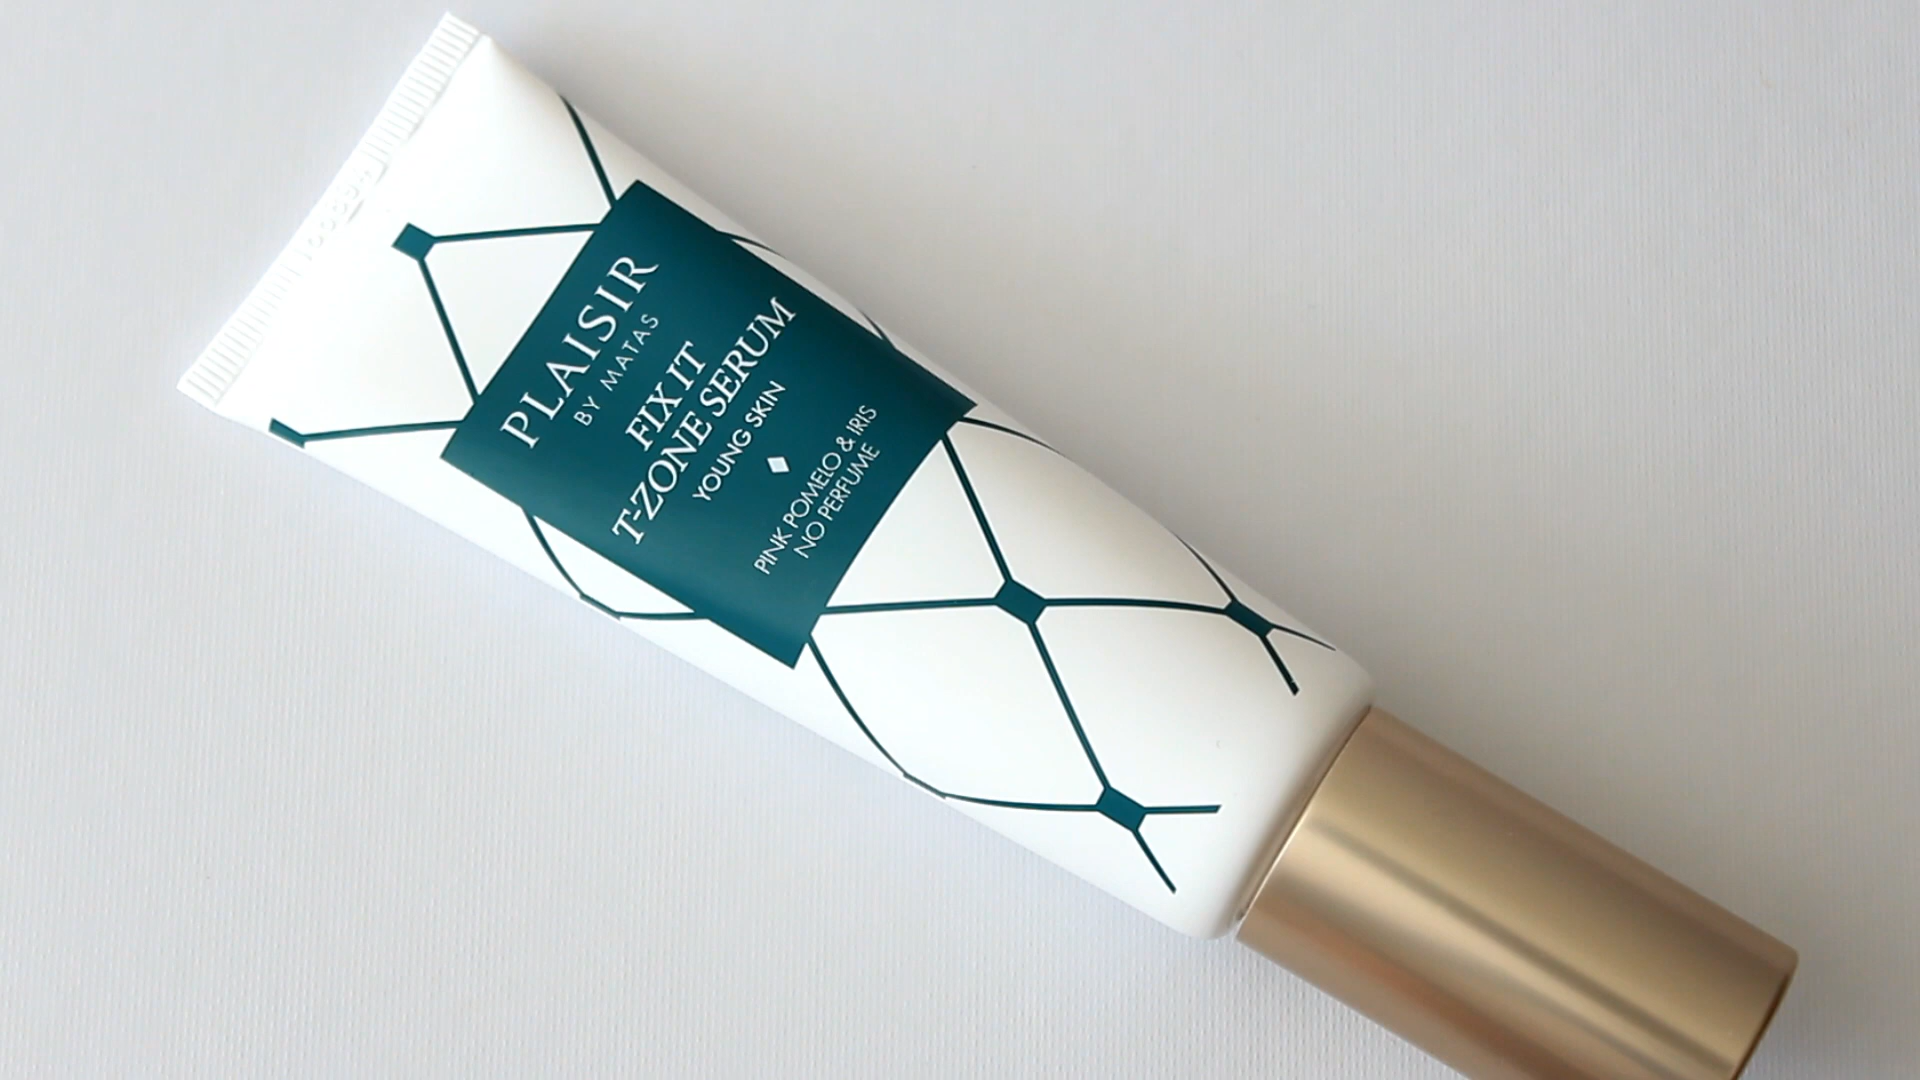 PLAISIR
BY MATAS
FIX IT
T-ZONE SERUM
YOUNG SKIN
PINK POMELO & IRIS
NO PERFUME